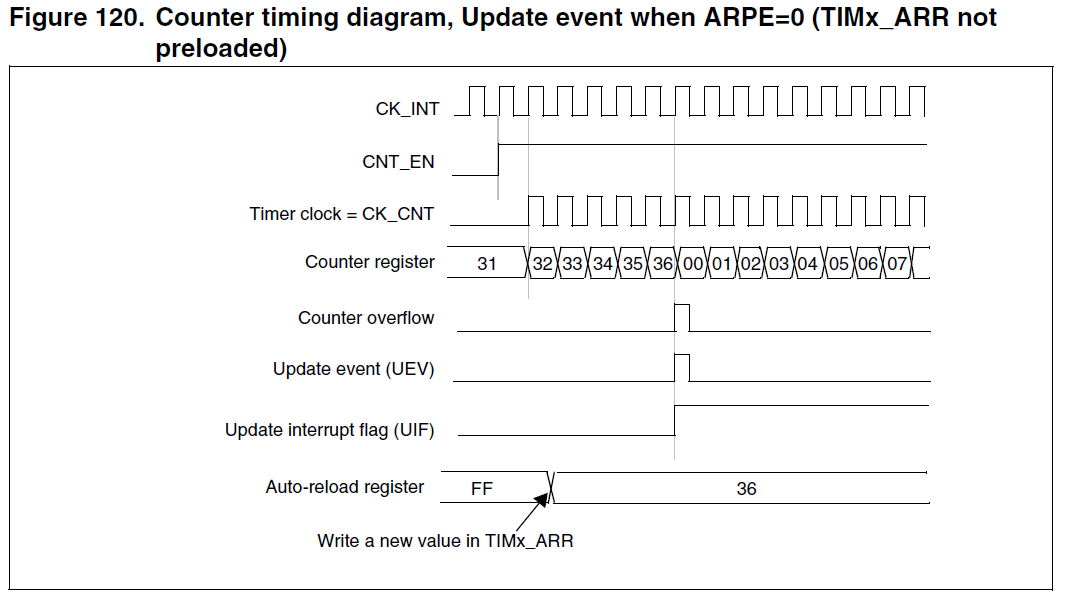 Figure 120. Counter timing diagram, Update event when ARPE=0 (TIMx_ARR not
preloaded)
CK_INT
CNT_EN
Timer clock = CK_CNT
Counter register 31 32 33 34 35 36 00 01 02 03 04 05 06 07
Counter overflow
Update event (UEV)
Update interrupt flag (UIF)
Auto-reload register FF 36
Write a new value in TIMx_ARR